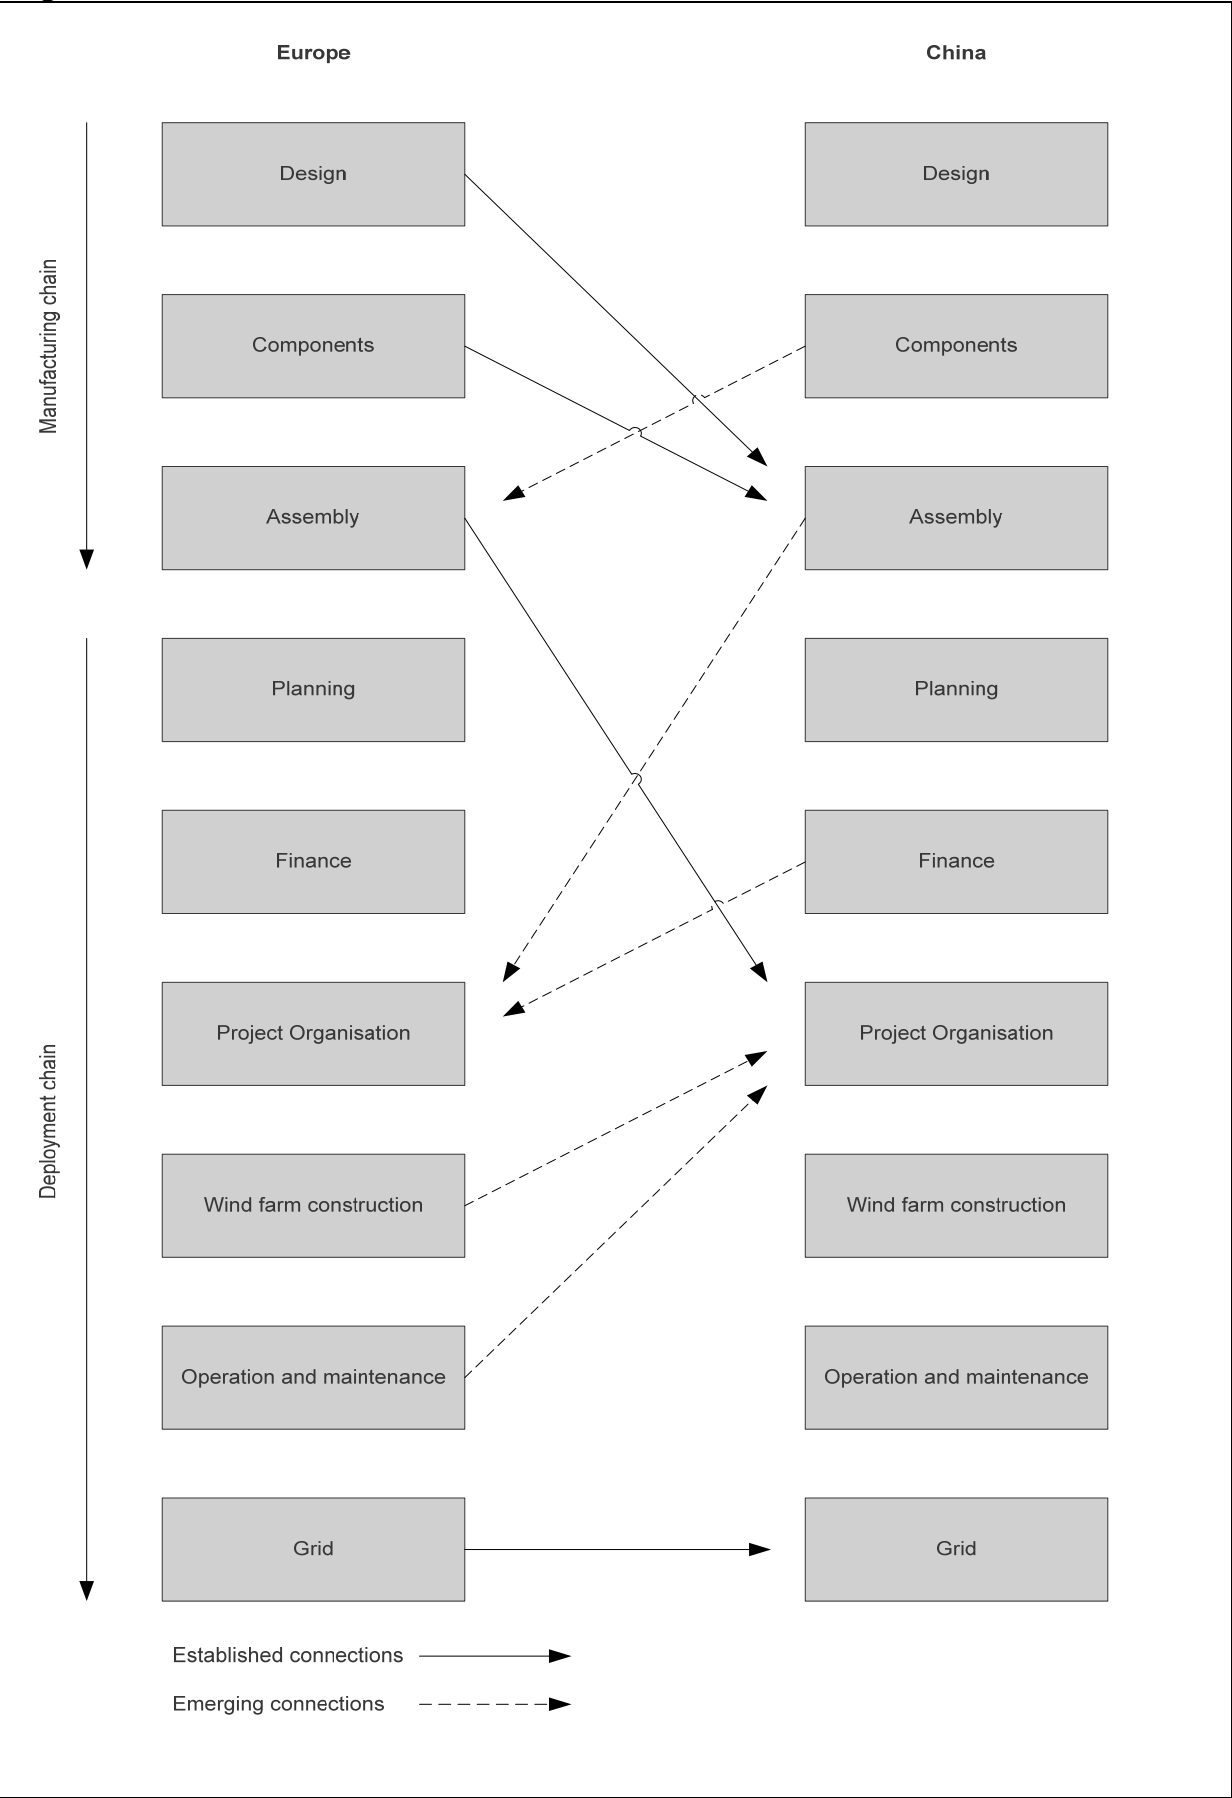 Europe China
Manufacturing chain
Design Design
Components Components
Assembly Assembly
Deployment chain
Planning Planning
Finance Finance
Project Organisation Project Organisation
Wind farm construction Wind farm construction
Operation and maintenance Operation and maintenance
Grid Grid
Established connections
Emerging connections